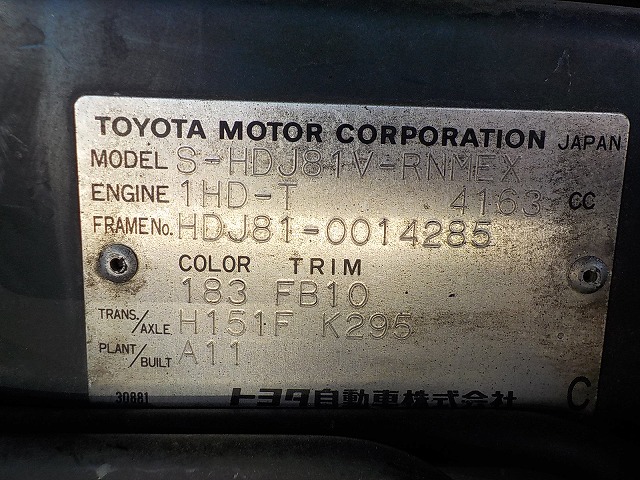 TOYOTA MOTOR CORPORATION JAPAN
MODEL S-HDJ81V-RNMEX
ENGINE 1HD-T 4163 CC
FRAME No. HDJ81-0014285
COLOR TRIM
183 FB10
TRANS./AXLE H151F K295
PLANT/BUILT A11
30881 トヨタ自動車株式会社 C